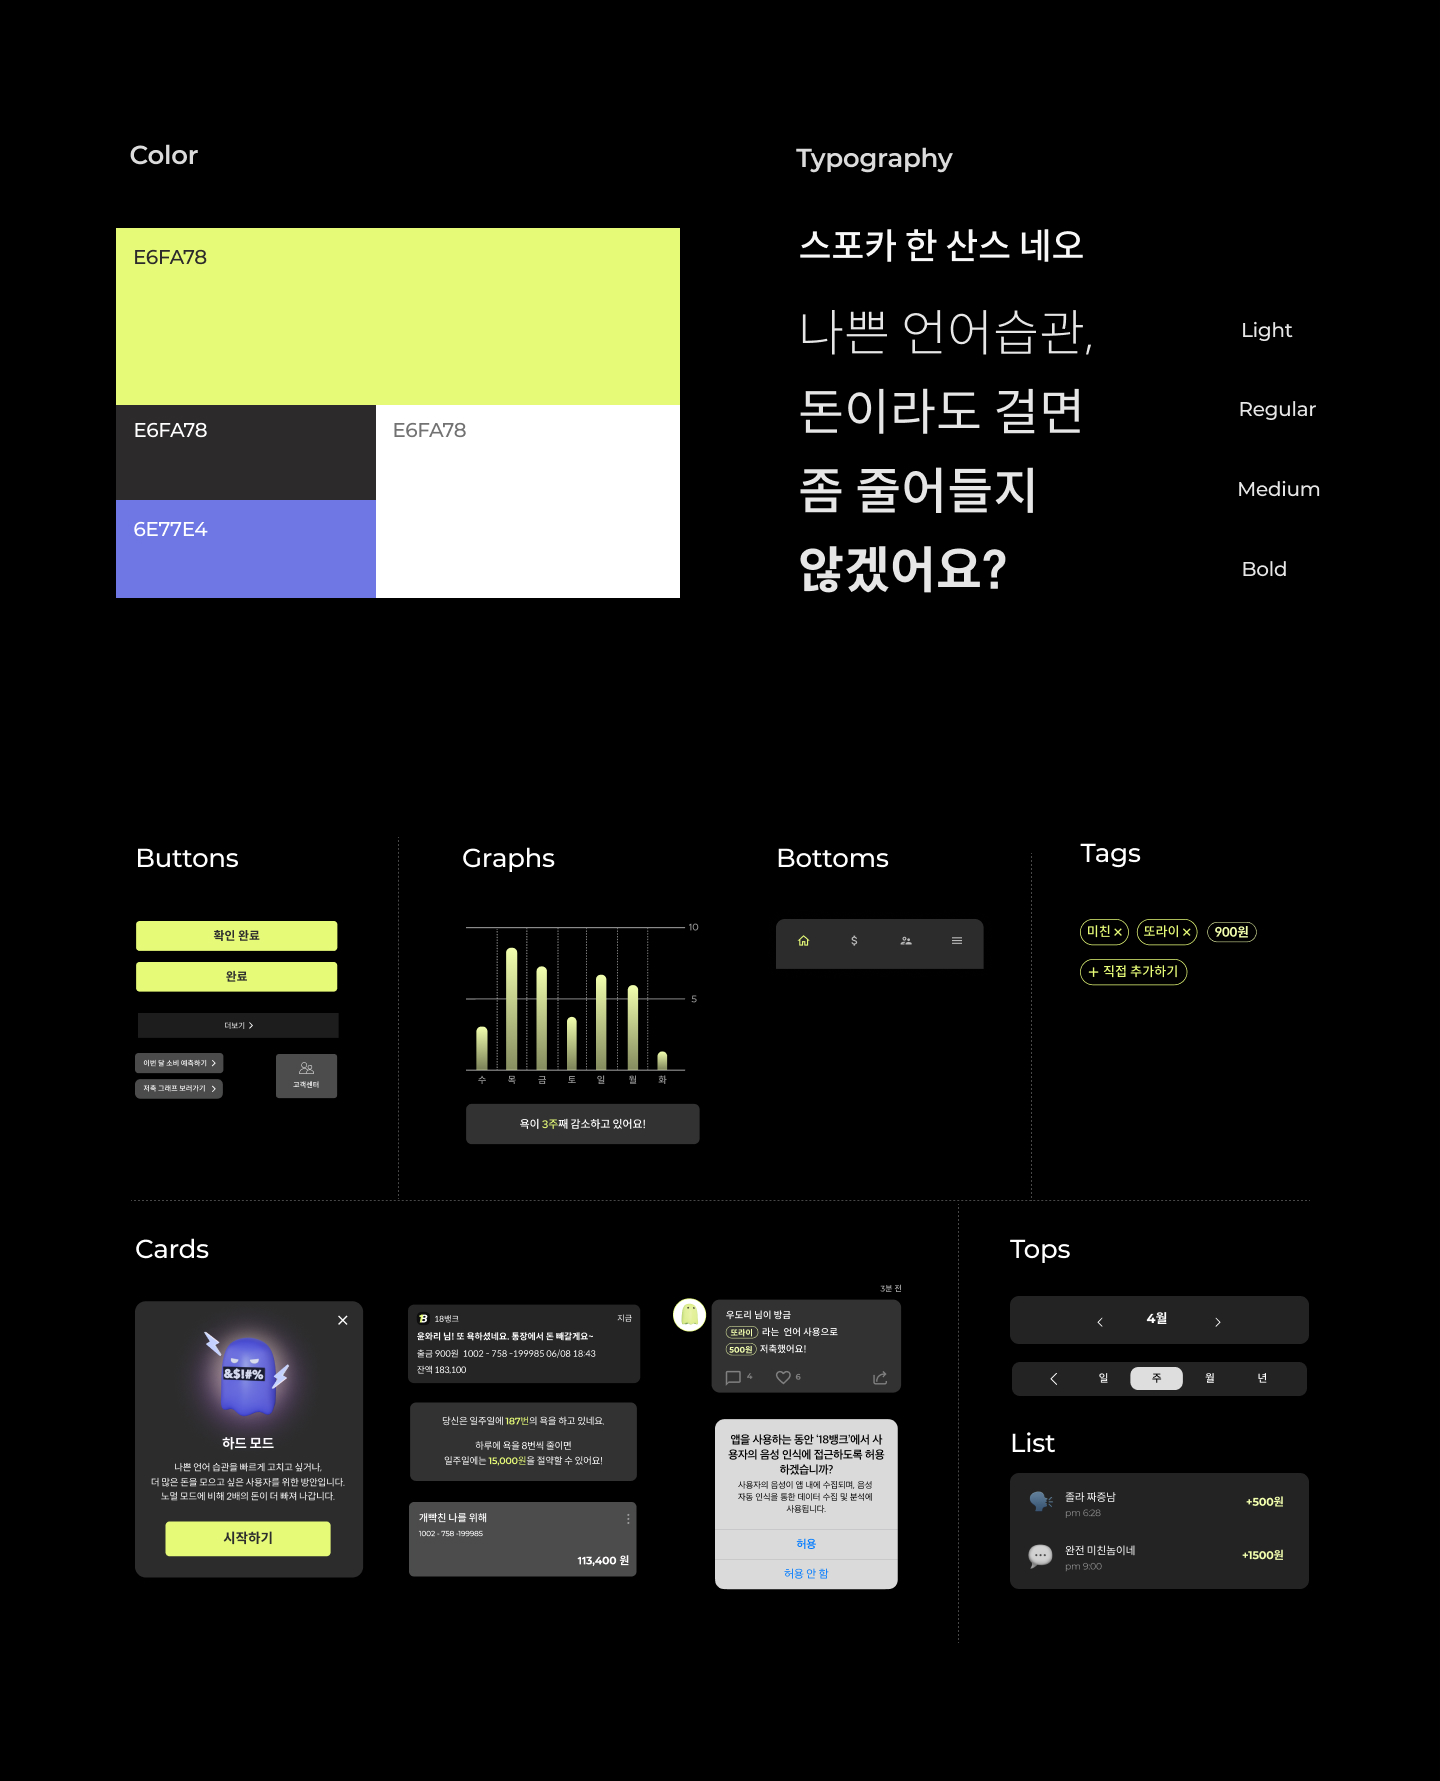 Color
E6FA78
E6FA78
E6FA78
6E77E4
Typography
스포카 한 산스 네오
나쁜 언어습관,
Light
돈이라도 걸면
Regular
좀 줄어들지
Medium
않겠어요?
Bold
Buttons
확인 완료
완료
더보기
이번 달 소비 예측하기
저축 그래프 보러가기
고객센터
Graphs
10
5
수 목 금 토 일 월 화
욕이 3주째 감소하고 있어요!
Bottoms
$
Tags
미친 ×
또라이 ×
900원
+ 직접 추가하기
Cards
&$!#%
하드 모드
나쁜 언어 습관을 빠르게 고치고 싶거나,
더 많은 돈을 모으고 싶은 사용자를 위한 방안입니다.
노멀 모드에 비해 2배의 돈이 더 빠져 나갑니다.
시작하기
B
18뱅크
지금
윤와리 님! 또 욕하셨네요. 통장에서 돈 빼갈게요~
출금 900원 1002 - 758 -199985 06/08 18:43
잔액 183,100
당신은 일주일에 187번의 욕을 하고 있네요.
하루에 욕을 8번씩 줄이면
일주일에는 15,000원을 절약할 수 있어요!
개빡친 나를 위해
1002 - 758 -199985
113,400 원
3분 전
우도리 님이 방금
또라이 라는 언어 사용으로
500원 저축했어요!
4
6
앱을 사용하는 동안 '18뱅크'에서 사
용자의 음성 인식에 접근하도록 허용
하겠습니까?
사용자의 음성이 앱 내에 수집되며, 음성
자동 인식을 통한 데이터 수집 및 분석에
사용됩니다.
허용
허용 안 함
Tops
4월
일 주 월 년
List
졸라 짜증남
pm 6:28
+500원
완전 미친놈이네
pm 9:00
+1500원